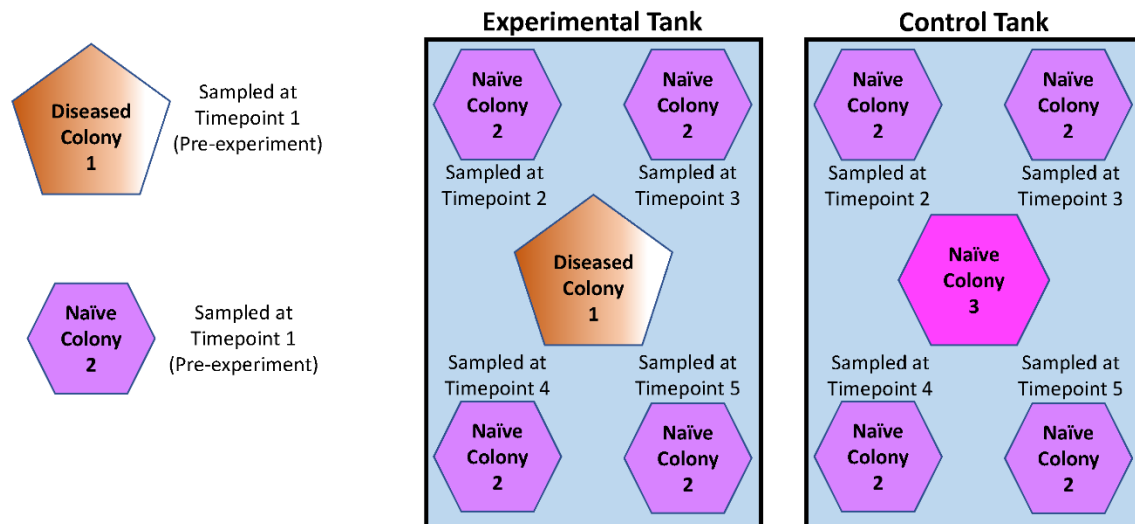 Diseased
Colony
1
Sampled at
Timepoint 1
(Pre-experiment)
Naïve
Colony
2
Sampled at
Timepoint 1
(Pre-experiment)
Experimental Tank
Naïve
Colony
2
Sampled at
Timepoint 2
Naïve
Colony
2
Sampled at
Timepoint 3
Diseased
Colony
1
Sampled at
Timepoint 4
Naïve
Colony
2
Sampled at
Timepoint 5
Naïve
Colony
2
Control Tank
Naïve
Colony
2
Sampled at
Timepoint 2
Naïve
Colony
2
Sampled at
Timepoint 3
Naïve
Colony
3
Sampled at
Timepoint 4
Naïve
Colony
2
Sampled at
Timepoint 5
Naïve
Colony
2